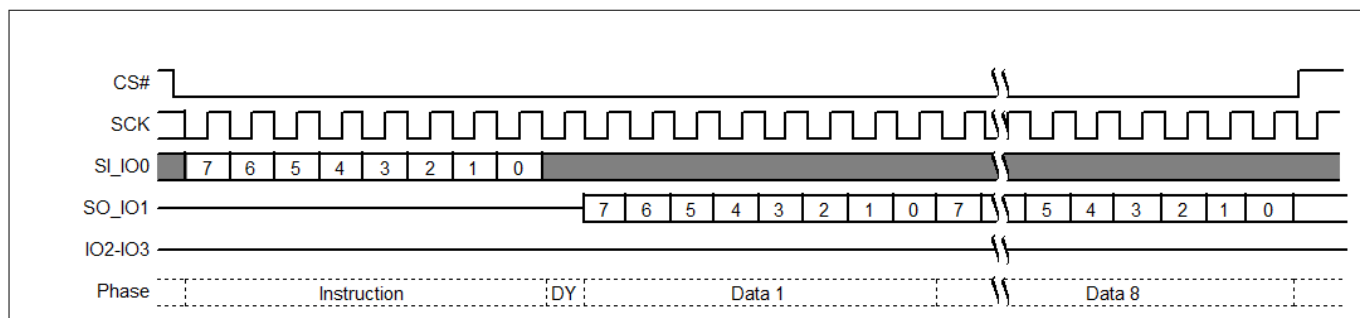 CS#
SCK
SI_IO0 7 6 5 4 3 2 1 0
SO_IO1 7 6 5 4 3 2 1 0 7 5 4 3 2 1 0
IO2-IO3
Phase Instruction DY Data 1 Data 8